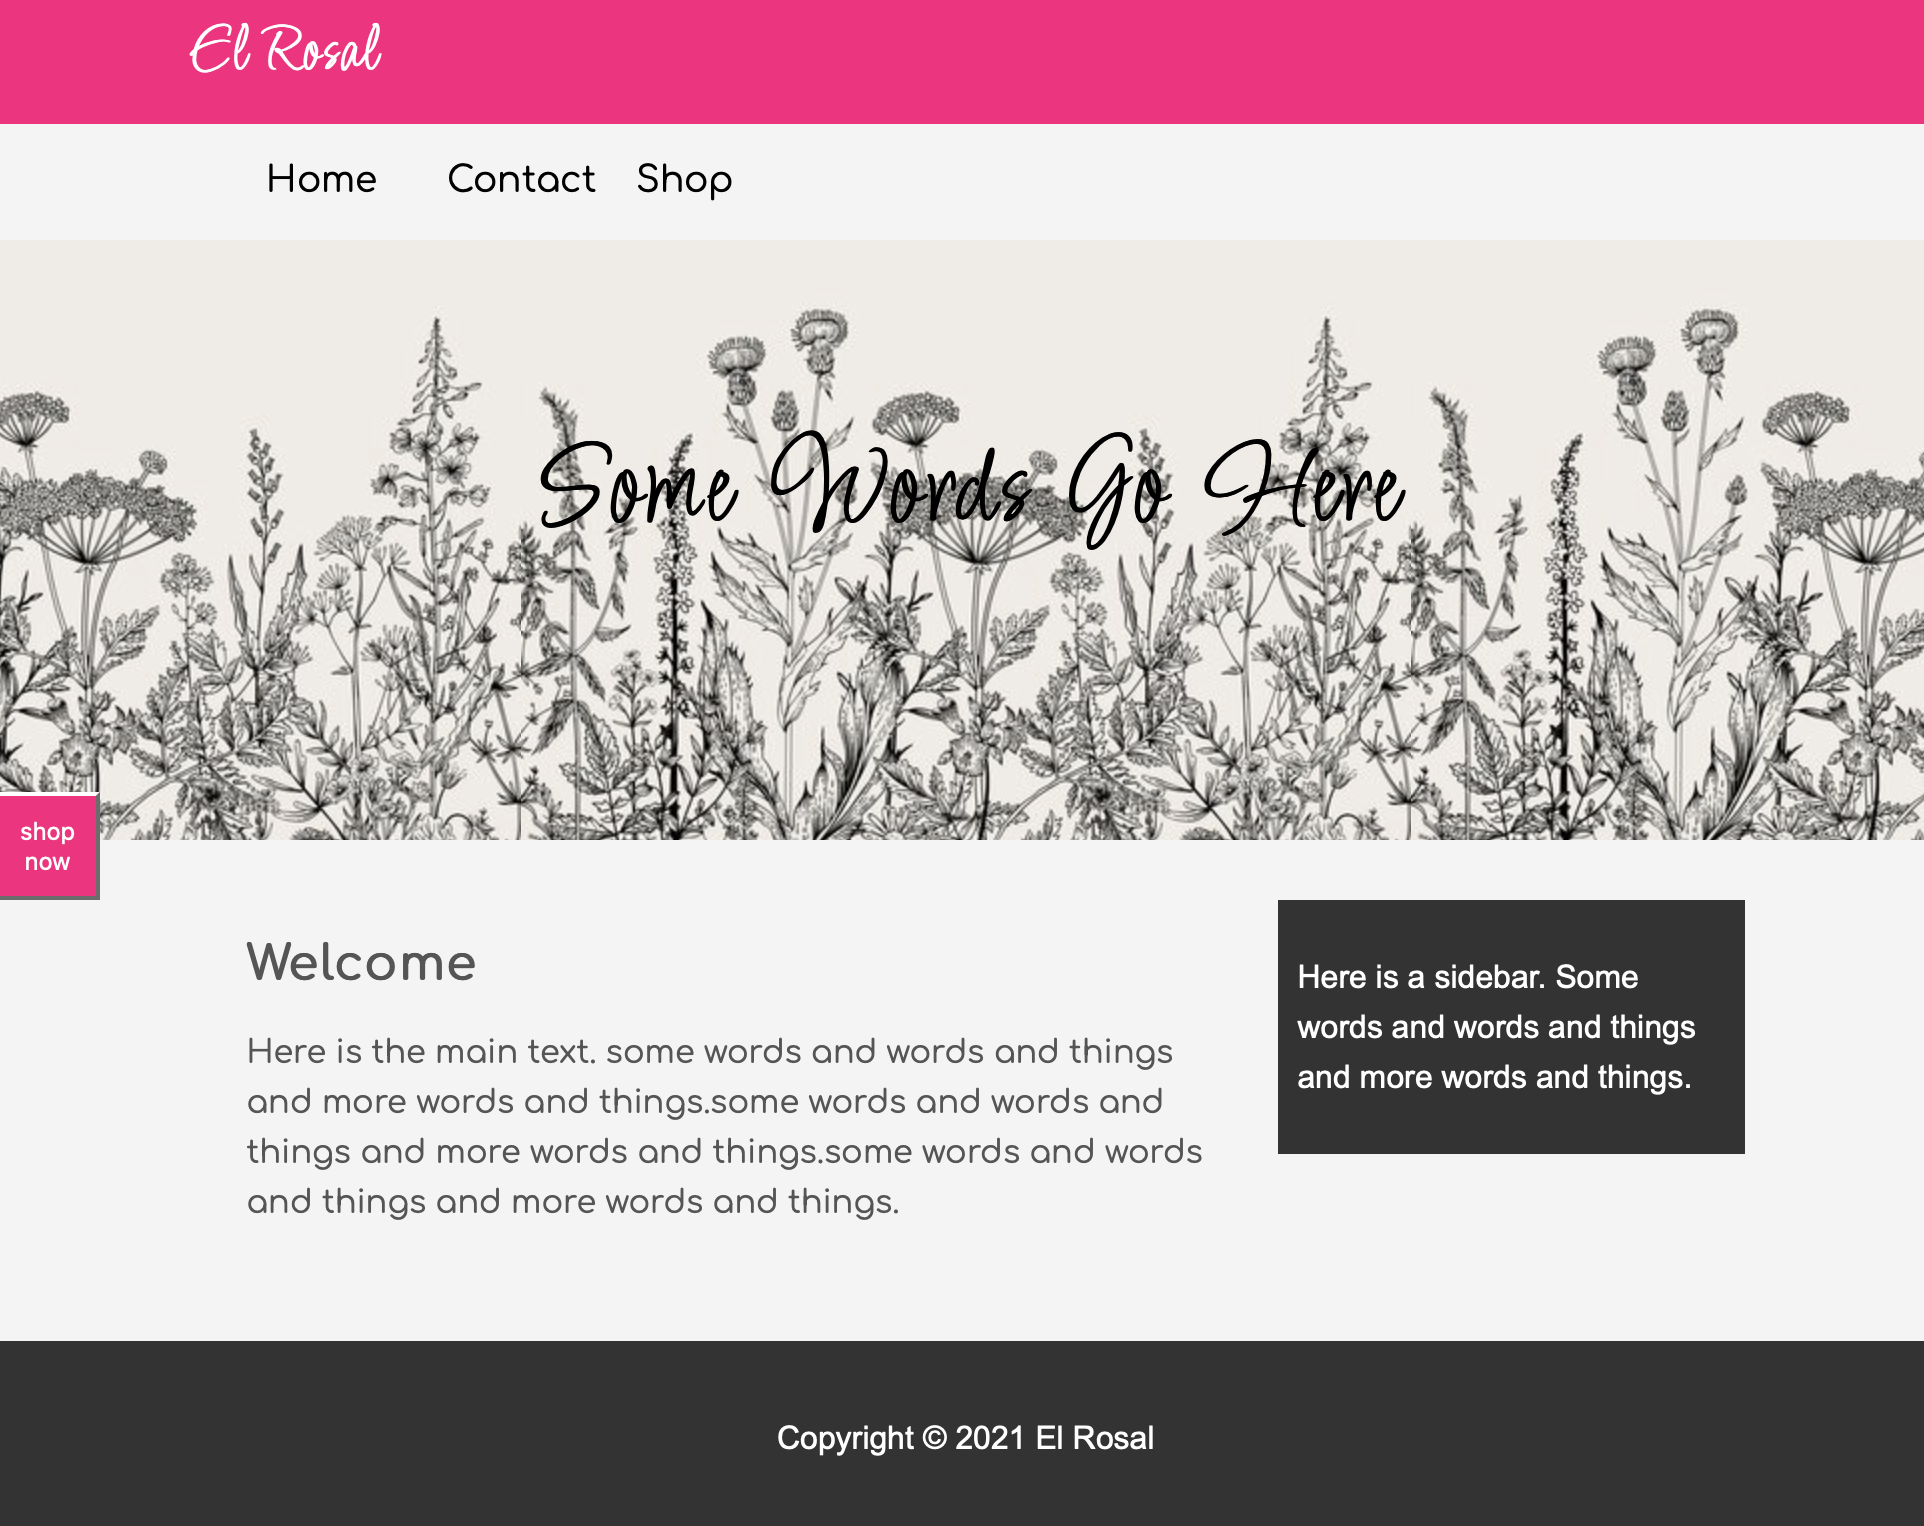 El Rosal
Home Contact Shop
Some Words Go Here
shop
now
Welcome
Here is the main text. some words and words and things
and more words and things.some words and words and
things and more words and things.some words and words
and things and more words and things.
Here is a sidebar. Some
words and words and things
and more words and things.
Copyright © 2021 El Rosal